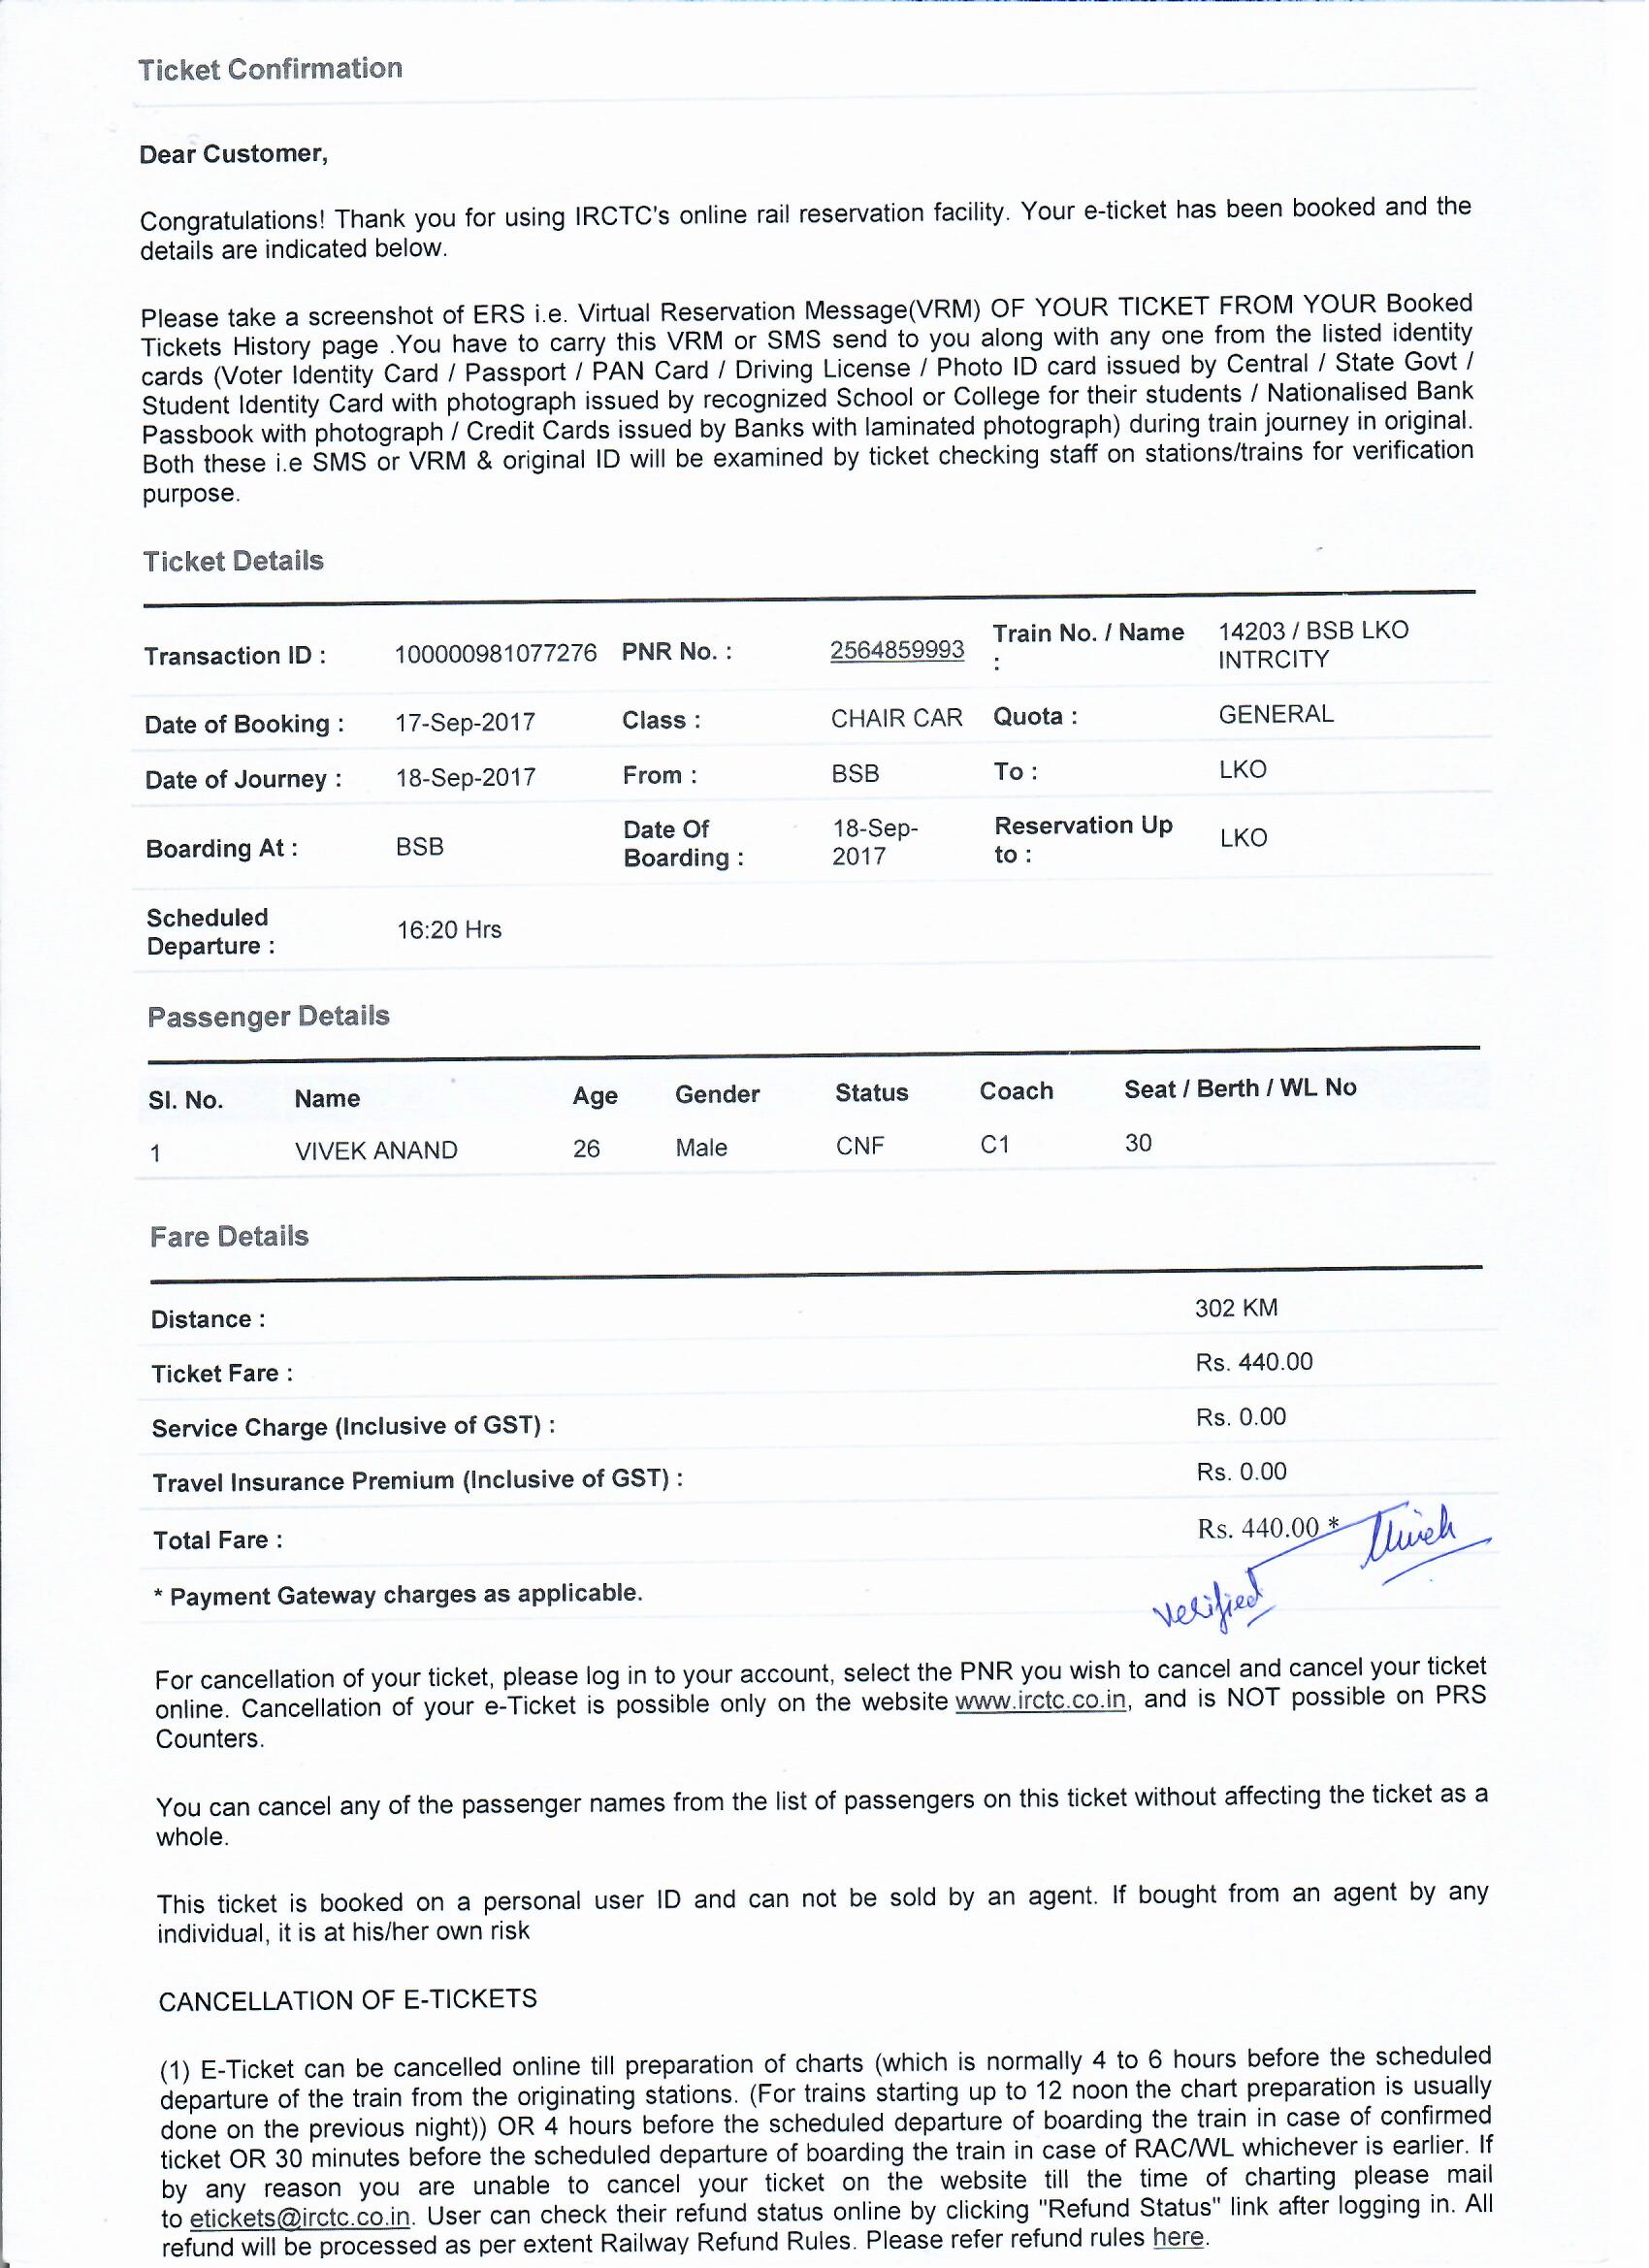 Ticket Confirmation
Dear Customer,
Congratulations! Thank you for using IRCTC's online rail reservation facility. Your e-ticket has been booked and the
details are indicated below.
Please take a screenshot of ERS i.e. Virtual Reservation Message(VRM) OF YOUR TICKET FROM YOUR Booked
Tickets History page .You have to carry this VRM or SMS send to you along with any one from the listed identity
cards (Voter Identity Card / Passport / PAN Card / Driving License / Photo ID card issued by Central / State Govt /
Student Identity Card with photograph issued by recognized School or College for their students / Nationalised Bank
Passbook with photograph / Credit Cards issued by Banks with laminated photograph) during train journey in original.
Both these i.e SMS or VRM & original ID will be examined by ticket checking staff on stations/trains for verification
purpose.
Ticket Details
Transaction ID : 100000981077276 PNR No. : 2564859993 Train No. / Name : 14203 / BSB LKO INTRCITY
Date of Booking : 17-Sep-2017 Class : CHAIR CAR Quota : GENERAL
Date of Journey : 18-Sep-2017 From : BSB To : LKO
Boarding At : BSB Date Of Boarding : 18-Sep-2017 Reservation Up to : LKO
Scheduled Departure : 16:20 Hrs
Passenger Details
Sl. No. Name Age Gender Status Coach Seat / Berth / WL No
1 VIVEK ANAND 26 Male CNF C1 30
Fare Details
Distance : 302 KM
Ticket Fare : Rs. 440.00
Service Charge (Inclusive of GST) : Rs. 0.00
Travel Insurance Premium (Inclusive of GST) : Rs. 0.00
Total Fare : Rs. 440.00 *
* Payment Gateway charges as applicable.
verified
For cancellation of your ticket, please log in to your account, select the PNR you wish to cancel and cancel your ticket
online. Cancellation of your e-Ticket is possible only on the website www.irctc.co.in, and is NOT possible on PRS
Counters.
You can cancel any of the passenger names from the list of passengers on this ticket without affecting the ticket as a
whole.
This ticket is booked on a personal user ID and can not be sold by an agent. If bought from an agent by any
individual, it is at his/her own risk
CANCELLATION OF E-TICKETS
(1) E-Ticket can be cancelled online till preparation of charts (which is normally 4 to 6 hours before the scheduled
departure of the train from the originating stations. (For trains starting up to 12 noon the chart preparation is usually
done on the previous night)) OR 4 hours before the scheduled departure of boarding the train in case of confirmed
ticket OR 30 minutes before the scheduled departure of boarding the train in case of RAC/WL whichever is earlier. If
by any reason you are unable to cancel your ticket on the website till the time of charting please mail
to etickets@irctc.co.in. User can check their refund status online by clicking "Refund Status" link after logging in. All
refund will be processed as per extent Railway Refund Rules. Please refer refund rules here.